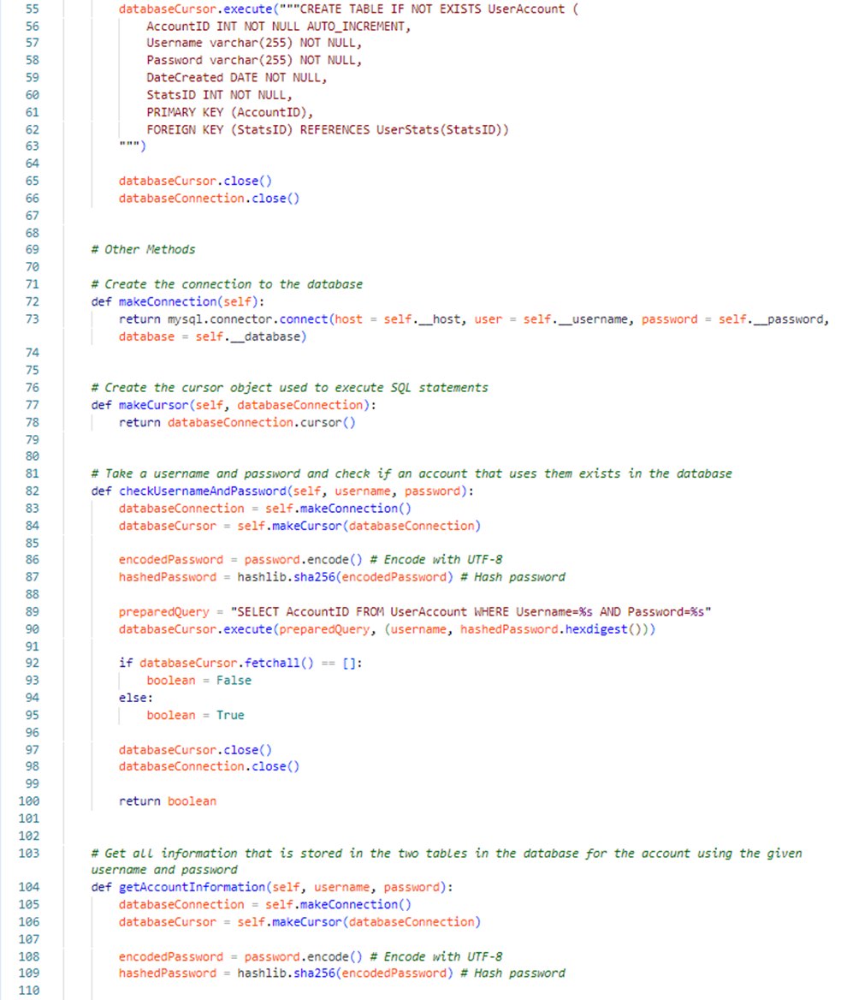 55 databaseCursor.execute("""CREATE TABLE IF NOT EXISTS UserAccount (
56 AccountID INT NOT NULL AUTO_INCREMENT,
57 Username varchar(255) NOT NULL,
58 Password varchar(255) NOT NULL,
59 DateCreated DATE NOT NULL,
60 StatsID INT NOT NULL,
61 PRIMARY KEY (AccountID),
62 FOREIGN KEY (StatsID) REFERENCES UserStats(StatsID))
63 """)
64
65 databaseCursor.close()
66 databaseConnection.close()
67
68
69 # Other Methods
70
71 # Create the connection to the database
72 def makeConnection(self):
73 return mysql.connector.connect(host = self.__host, user = self.__username, password = self.__password,
database = self.__database)
74
75
76 # Create the cursor object used to execute SQL statements
77 def makeCursor(self, databaseConnection):
78 return databaseConnection.cursor()
79
80
81 # Take a username and password and check if an account that uses them exists in the database
82 def checkUsernameAndPassword(self, username, password):
83 databaseConnection = self.makeConnection()
84 databaseCursor = self.makeCursor(databaseConnection)
85
86 encodedPassword = password.encode() # Encode with UTF-8
87 hashedPassword = hashlib.sha256(encodedPassword) # Hash password
88
89 preparedQuery = "SELECT AccountID FROM UserAccount WHERE Username=%s AND Password=%s"
90 databaseCursor.execute(preparedQuery, (username, hashedPassword.hexdigest()))
91
92 if databaseCursor.fetchall() == []:
93 boolean = False
94 else:
95 boolean = True
96
97 databaseCursor.close()
98 databaseConnection.close()
99
100 return boolean
101
102
103 # Get all information that is stored in the two tables in the database for the account using the given
username and password
104 def getAccountInformation(self, username, password):
105 databaseConnection = self.makeConnection()
106 databaseCursor = self.makeCursor(databaseConnection)
107
108 encodedPassword = password.encode() # Encode with UTF-8
109 hashedPassword = hashlib.sha256(encodedPassword) # Hash password
110